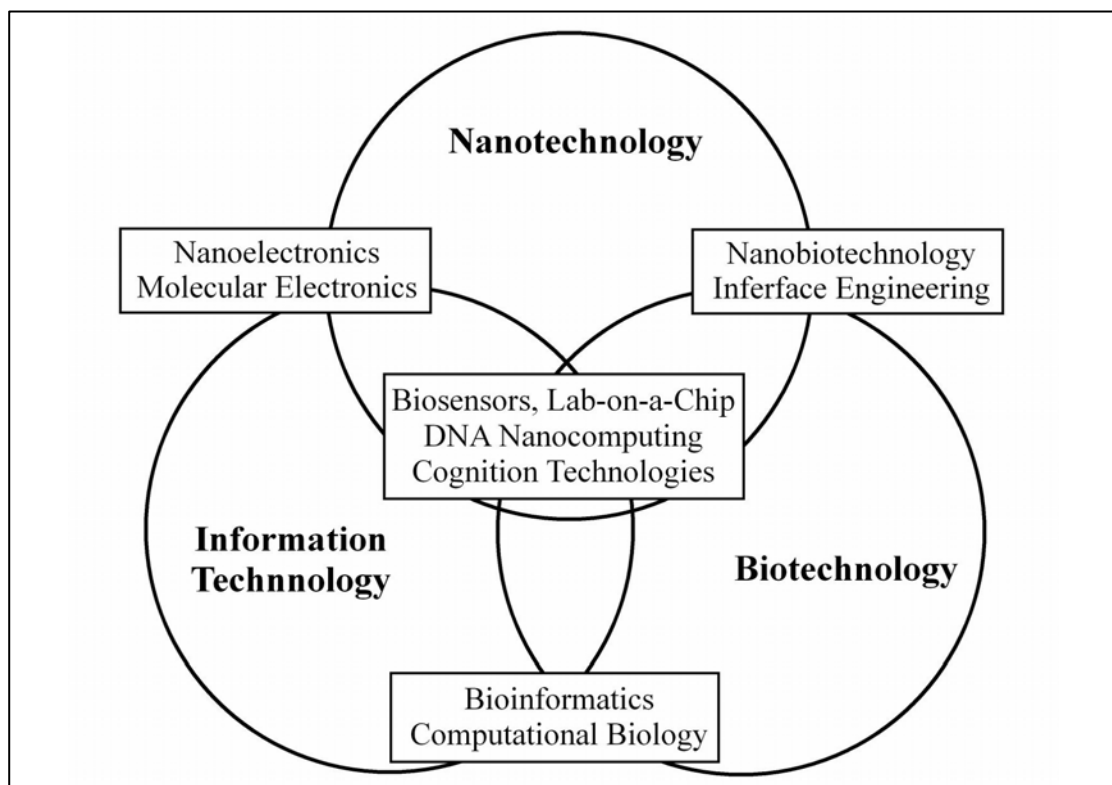 Nanotechnology
Nanoelectronics
Molecular Electronics
Nanobiotechnology
Inferface Engineering
Biosensors, Lab-on-a-Chip
DNA Nanocomputing
Cognition Technologies
Information
Technnnology
Biotechnology
Bioinformatics
Computational Biology